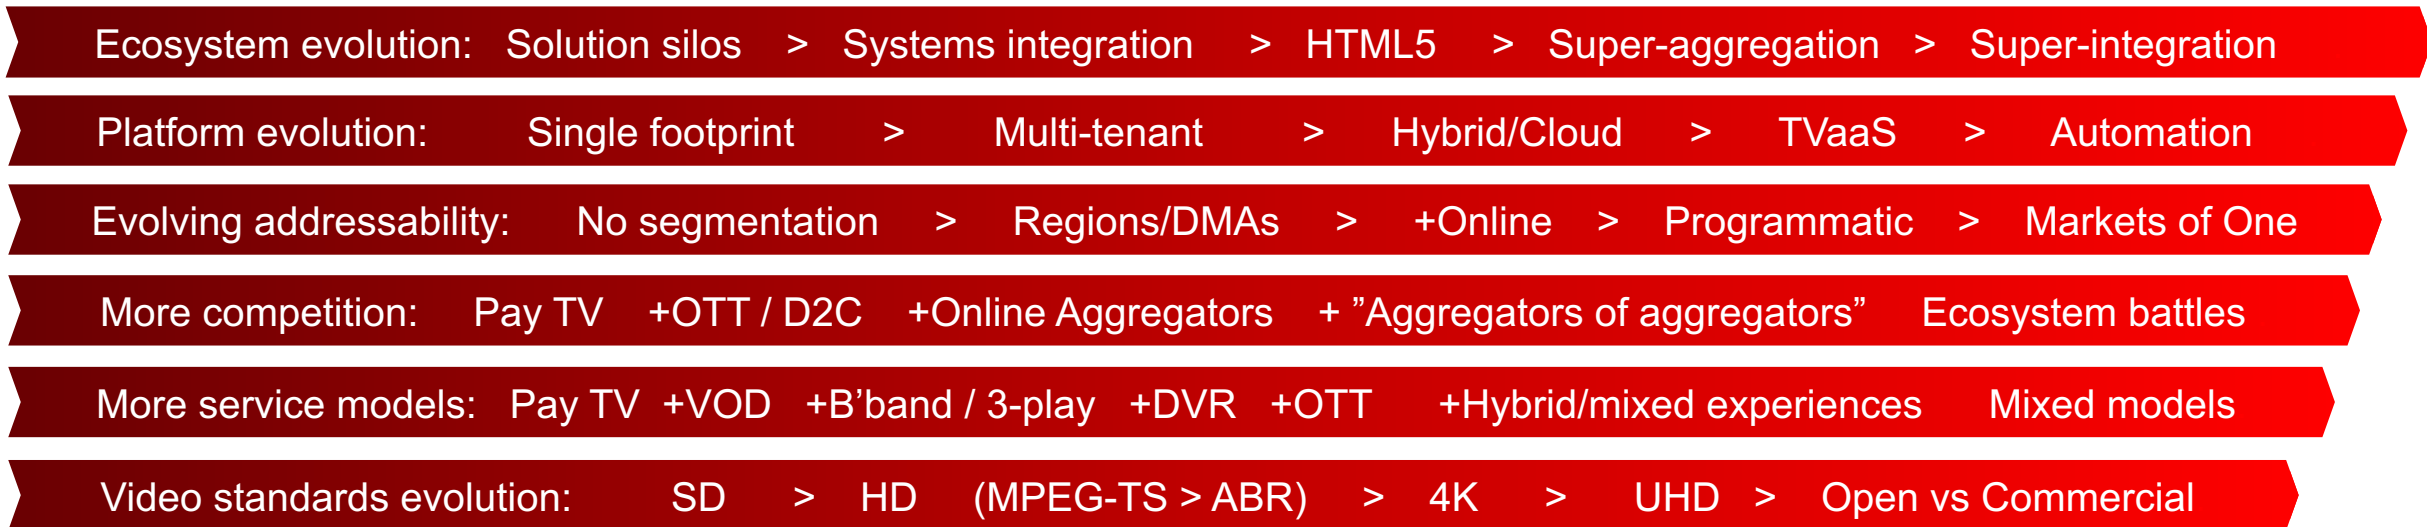 Ecosystem evolution: Solution silos > Systems integration > HTML5 > Super-aggregation > Super-integration
Platform evolution: Single footprint > Multi-tenant > Hybrid/Cloud > TVaaS > Automation
Evolving addressability: No segmentation > Regions/DMAs > +Online > Programmatic > Markets of One
More competition: Pay TV +OTT / D2C +Online Aggregators + ”Aggregators of aggregators” Ecosystem battles
More service models: Pay TV +VOD +B’band / 3-play +DVR +OTT +Hybrid/mixed experiences Mixed models
Video standards evolution: SD > HD (MPEG-TS > ABR) > 4K > UHD > Open vs Commercial